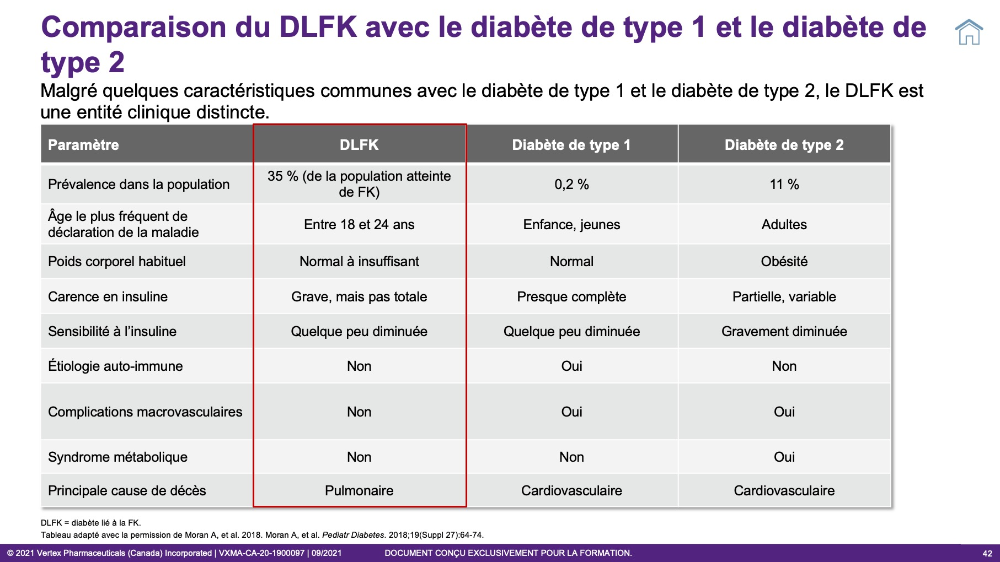 Comparaison du DLFK avec le diabète de type 1 et le diabète de
type 2
Malgré quelques caractéristiques communes avec le diabète de type 1 et le diabète de type 2, le DLFK est
une entité clinique distincte.
Paramètre DLFK Diabète de type 1 Diabète de type 2
Prévalence dans la population 35 % (de la population atteinte de FK) 0,2 % 11 %
Âge le plus fréquent de déclaration de la maladie Entre 18 et 24 ans Enfance, jeunes Adultes
Poids corporel habituel Normal à insuffisant Normal Obésité
Carence en insuline Grave, mais pas totale Presque complète Partielle, variable
Sensibilité à l’insuline Quelque peu diminuée Quelque peu diminuée Gravement diminuée
Étiologie auto-immune Non Oui Non
Complications macrovasculaires Non Oui Oui
Syndrome métabolique Non Non Oui
Principale cause de décès Pulmonaire Cardiovasculaire Cardiovasculaire
DLFK = diabète lié à la FK.
Tableau adapté avec la permission de Moran A, et al. 2018. Moran A, et al. Pediatr Diabetes. 2018;19(Suppl 27):64-74.
© 2021 Vertex Pharmaceuticals (Canada) Incorporated | VXMA-CA-20-1900097 | 09/2021 DOCUMENT CONÇU EXCLUSIVEMENT POUR LA FORMATION. 42